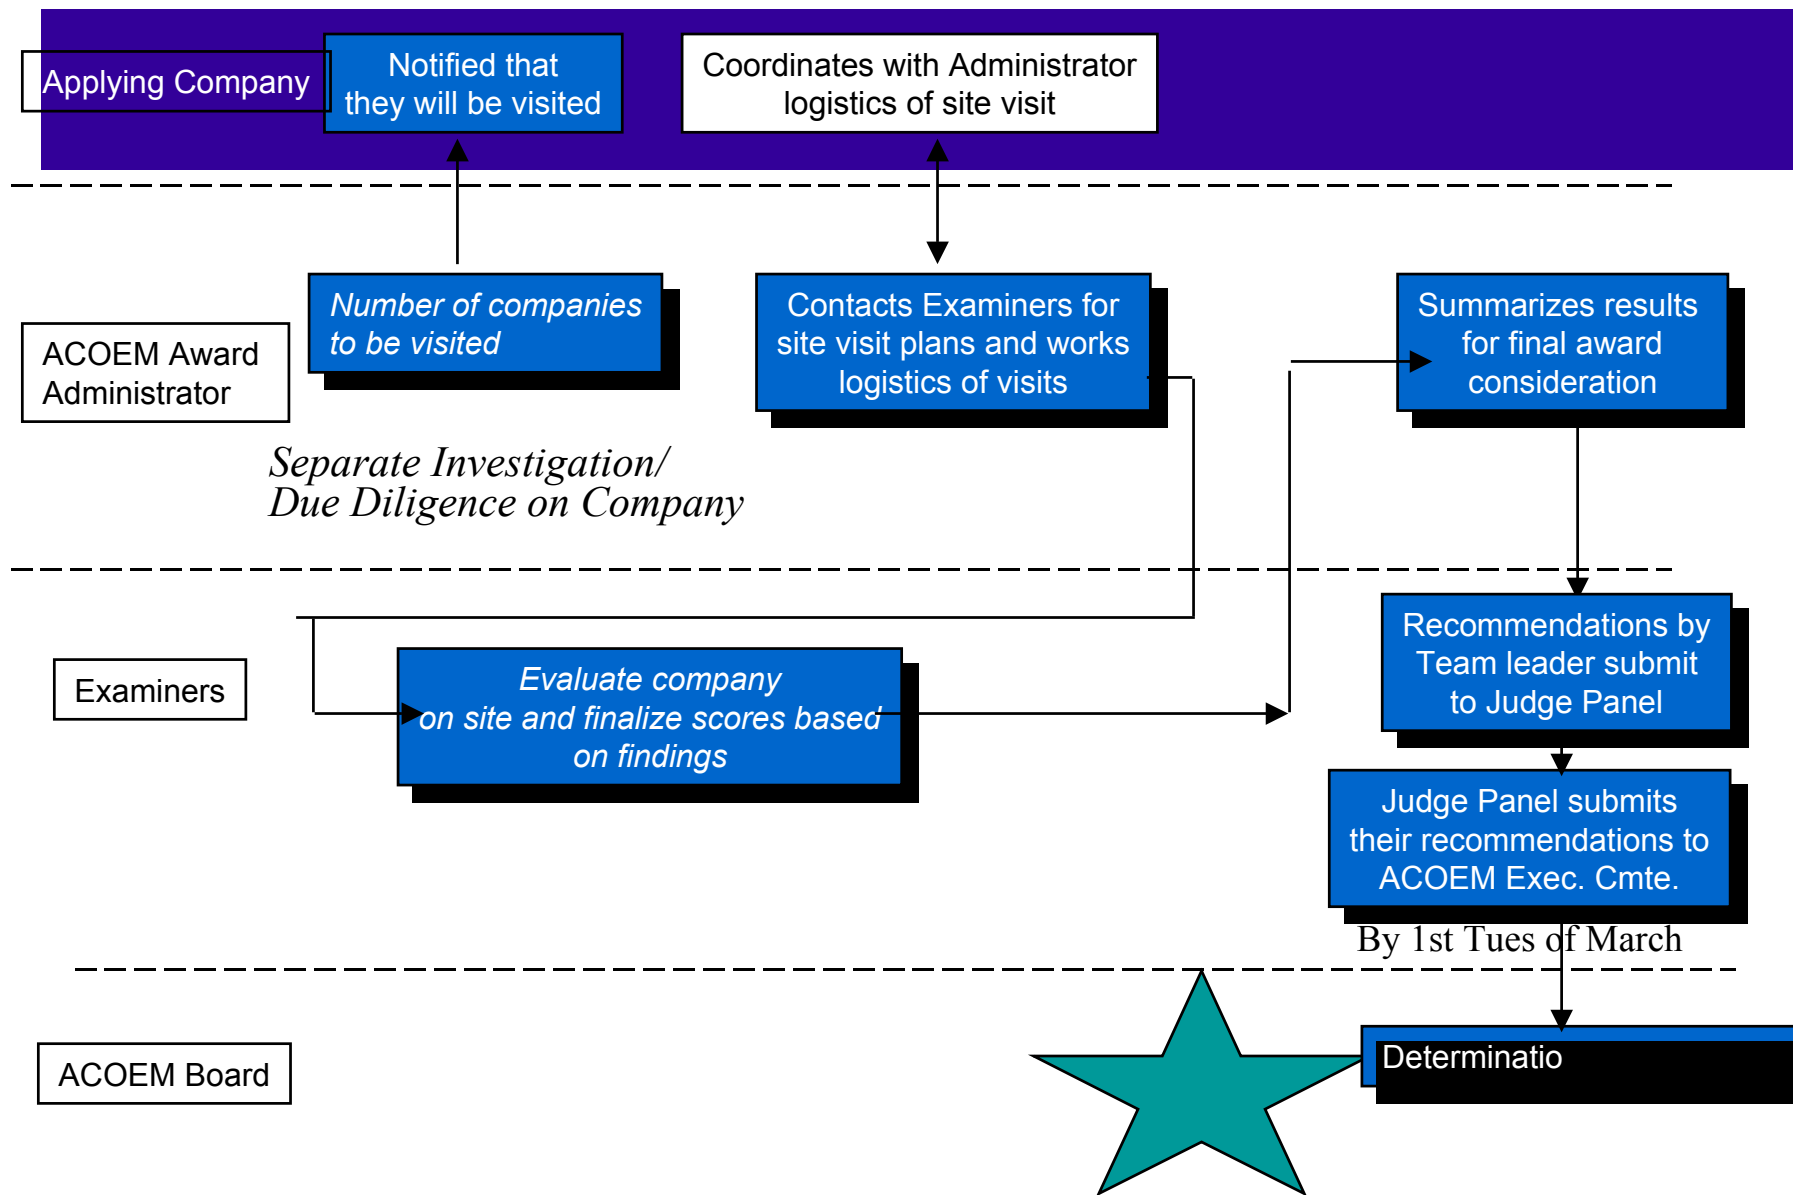 Applying Company
Notified that
they will be visited
Coordinates with Administrator
logistics of site visit
ACOEM Award
Administrator
Number of companies
to be visited
Contacts Examiners for
site visit plans and works
logistics of visits
Summarizes results
for final award
consideration
Separate Investigation/
Due Diligence on Company
Examiners
Evaluate company
on site and finalize scores based
on findings
Recommendations by
Team leader submit
to Judge Panel
Judge Panel submits
their recommendations to
ACOEM Exec. Cmte.
By 1st Tues of March
ACOEM Board
Determinatio